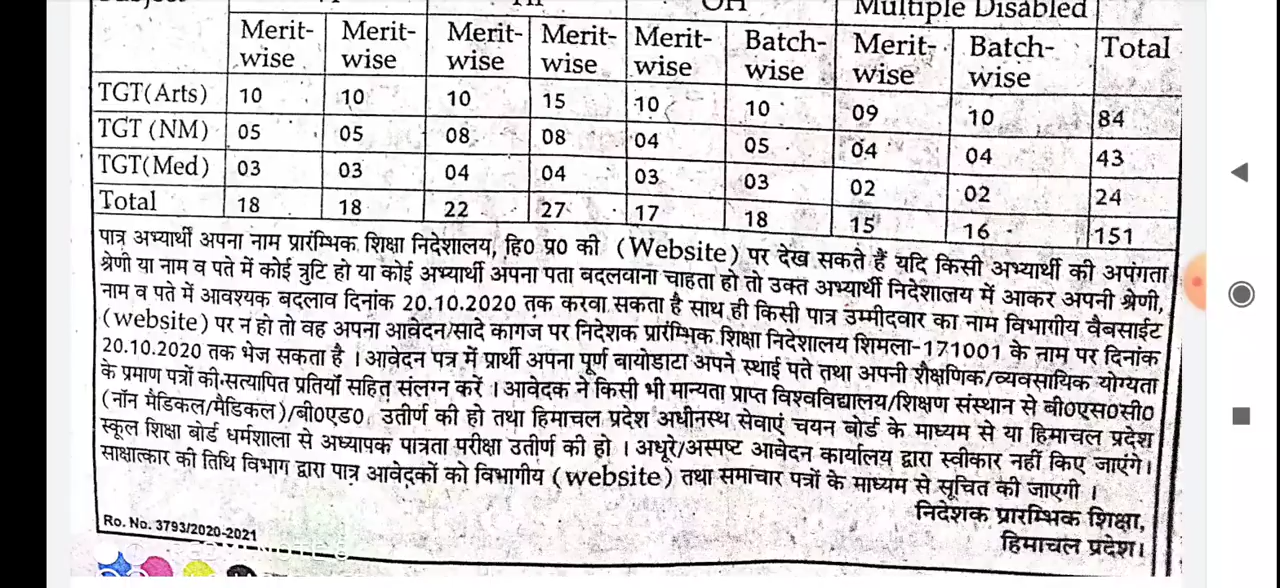 Multiple Disabled
Merit-wise Merit-wise Merit-wise Merit-wise Merit-wise Batch-wise Merit-wise Batch-wise Total
TGT(Arts) 10 10 10 15 10 10 09 10 84
TGT (NM) 05 05 08 08 04 05 04 04 43
TGT(Med) 03 03 04 04 03 03 02 02 24
Total 18 18 22 27 17 18 15 16 151
पात्र अभ्यार्थी अपना नाम प्रारंम्भिक शिक्षा निदेशालय, हि0 प्र0 की (Website) पर देख सकते हैं यदि किसी अभ्यार्थी की अपंगता
श्रेणी या नाम व पते में कोई त्रुटि हो या कोई अभ्यार्थी अपना पता बदलवाना चाहता हो तो उक्त अभ्यार्थी निदेशालय में आकर अपनी श्रेणी,
नाम व पते में आवश्यक बदलाव दिनांक 20.10.2020 तक करवा सकता है साथ ही किसी पात्र उम्मीदवार का नाम विभागीय वैबसाईट
(website) पर न हो तो वह अपना आवेदन/सादे कागज पर निदेशक प्रारंम्भिक शिक्षा निदेशालय शिमला-171001 के नाम पर दिनांक
20.10.2020 तक भेज सकता है । आवेदन पत्र में प्रार्थी अपना पूर्ण बायोडाटा अपने स्थाई पते तथा अपनी शैक्षणिक/व्यवसायिक योग्यता
के प्रमाण पत्रों की सत्यापित प्रतियाँ सहित संलग्न करें । आवेदक ने किसी भी मान्यता प्राप्त विश्वविद्यालय/शिक्षण संस्थान से बी0एस0सी0
(नॉन मैडिकल/मैडिकल)/बी0एड0 उतीर्ण की हो तथा हिमाचल प्रदेश अधीनस्थ सेवाएं चयन बोर्ड के माध्यम से या हिमाचल प्रदेश
स्कूल शिक्षा बोर्ड धर्मशाला से अध्यापक पात्रता परीक्षा उतीर्ण की हो । अधूरे/अस्पष्ट आवेदन कार्यालय द्वारा स्वीकार नहीं किए जाएंगे।
साक्षात्कार की तिथि विभाग द्वारा पात्र आवेदकों को विभागीय (website) तथा समाचार पत्रों के माध्यम से सूचित की जाएगी ।
निदेशक प्रारम्भिक शिक्षा,
हिमाचल प्रदेश।
Ro. No. 3793/2020-2021